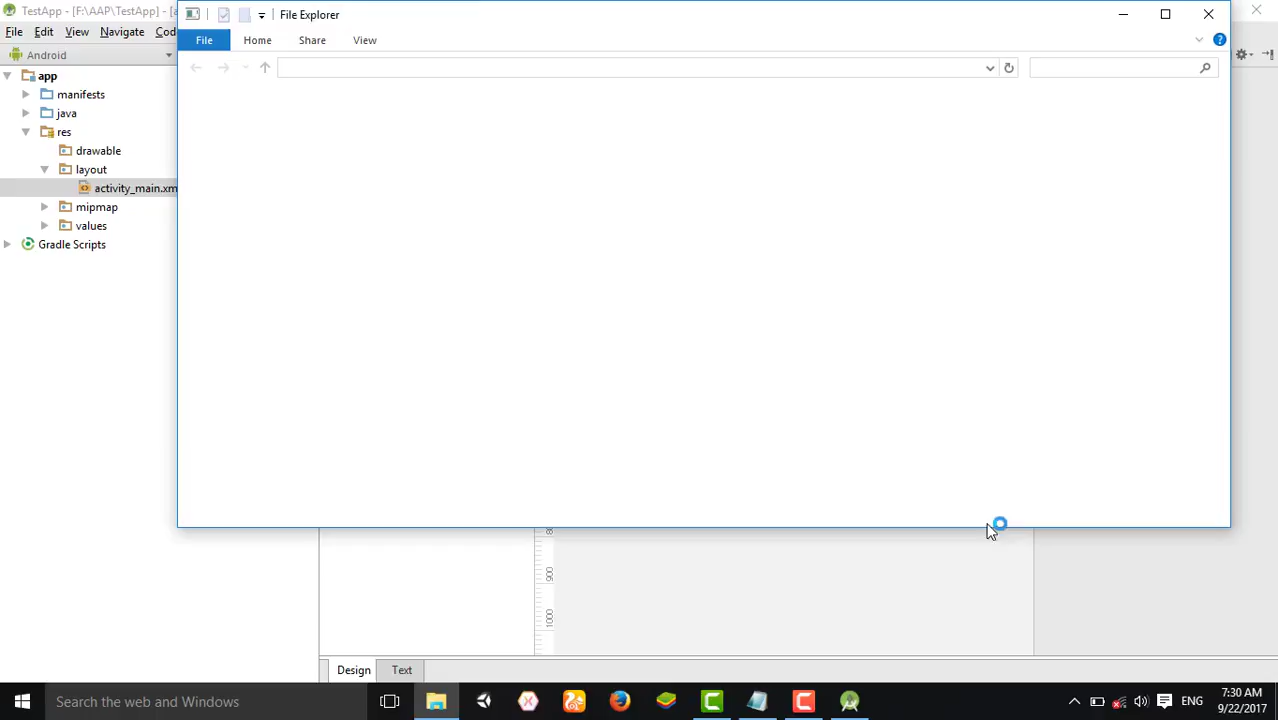 TestApp - [F:\AAP\TestApp] - [a
File Explorer
File Edit View Navigate Cod
File Home Share View
Android
app
manifests
java
res
drawable
layout
activity_main.xm
mipmap
values
Gradle Scripts
900
1000
Design Text
Search the web and Windows
ENG
7:30 AM
9/22/2017